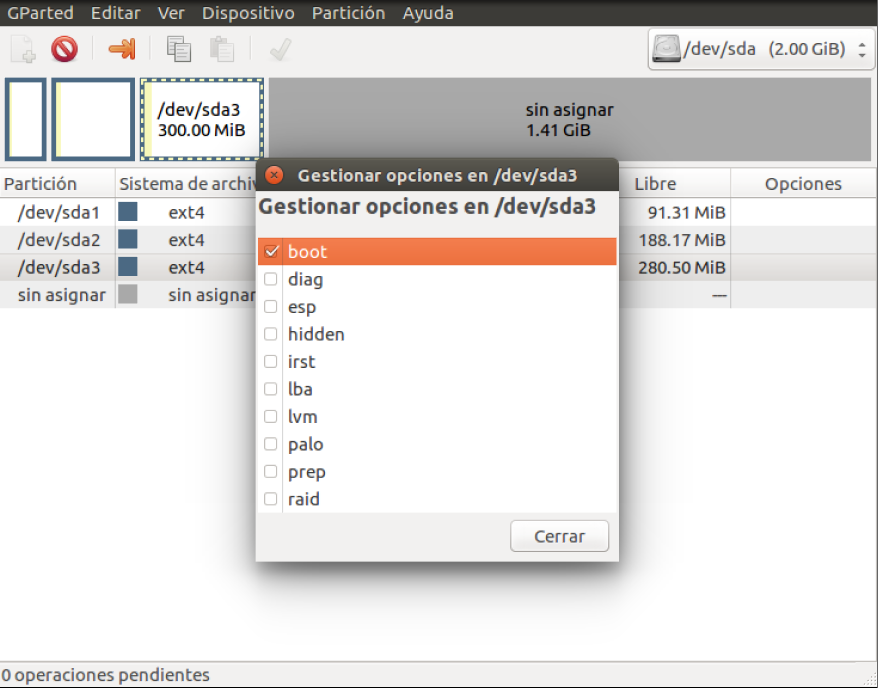 GParted Editar Ver Dispositivo Partición Ayuda
/dev/sda (2.00 GiB)
/dev/sda3
300.00 MiB
sin asignar
1.41 GiB
Partición Sistema de archiv Libre Opciones
/dev/sda1 ext4 91.31 MiB
/dev/sda2 ext4 188.17 MiB
/dev/sda3 ext4 280.50 MiB
sin asignar sin asignar ---
Gestionar opciones en /dev/sda3
Gestionar opciones en /dev/sda3
boot
diag
esp
hidden
irst
lba
lvm
palo
prep
raid
Cerrar
0 operaciones pendientes